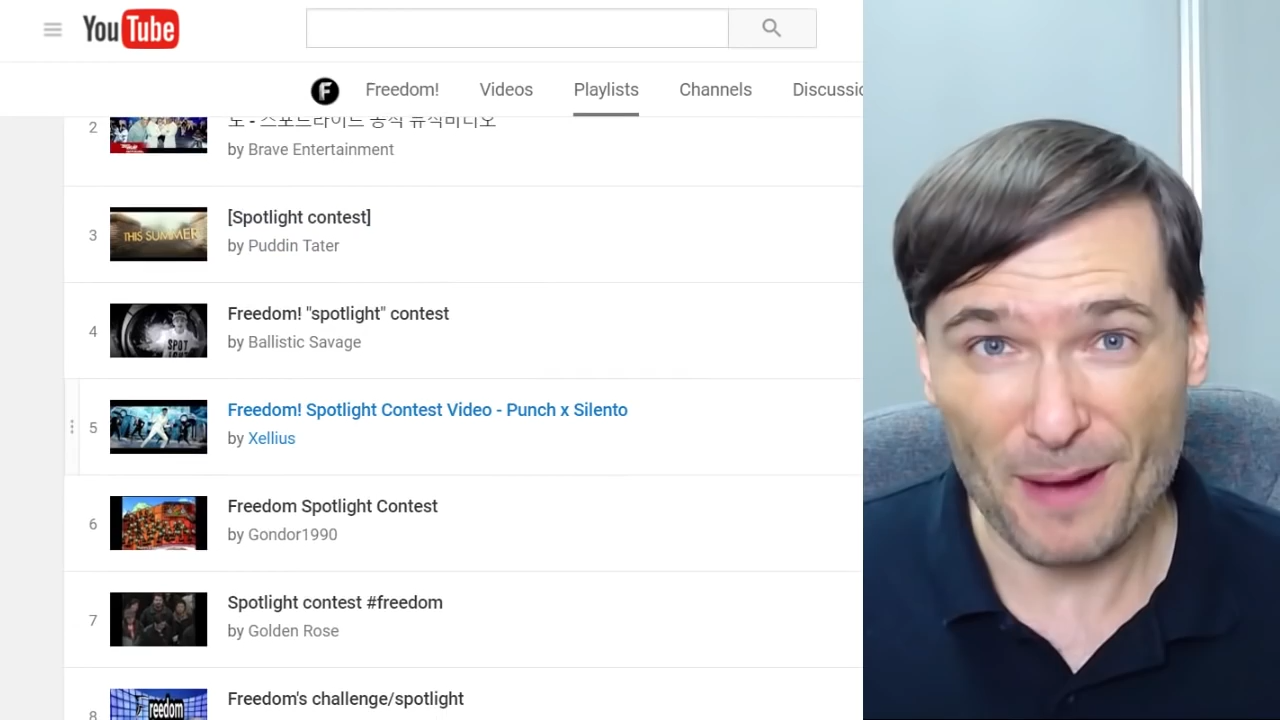 YouTube
Freedom! Videos Playlists Channels
2
by Brave Entertainment
3
THIS SUMMER
[Spotlight contest]
by Puddin Tater
4
SPOT
Freedom! "spotlight" contest
by Ballistic Savage
5
Freedom! Spotlight Contest Video - Punch x Silento
by Xellius
6
Freedom Spotlight Contest
by Gondor1990
7
Spotlight contest #freedom
by Golden Rose
8
reedom
Freedom's challenge/spotlight